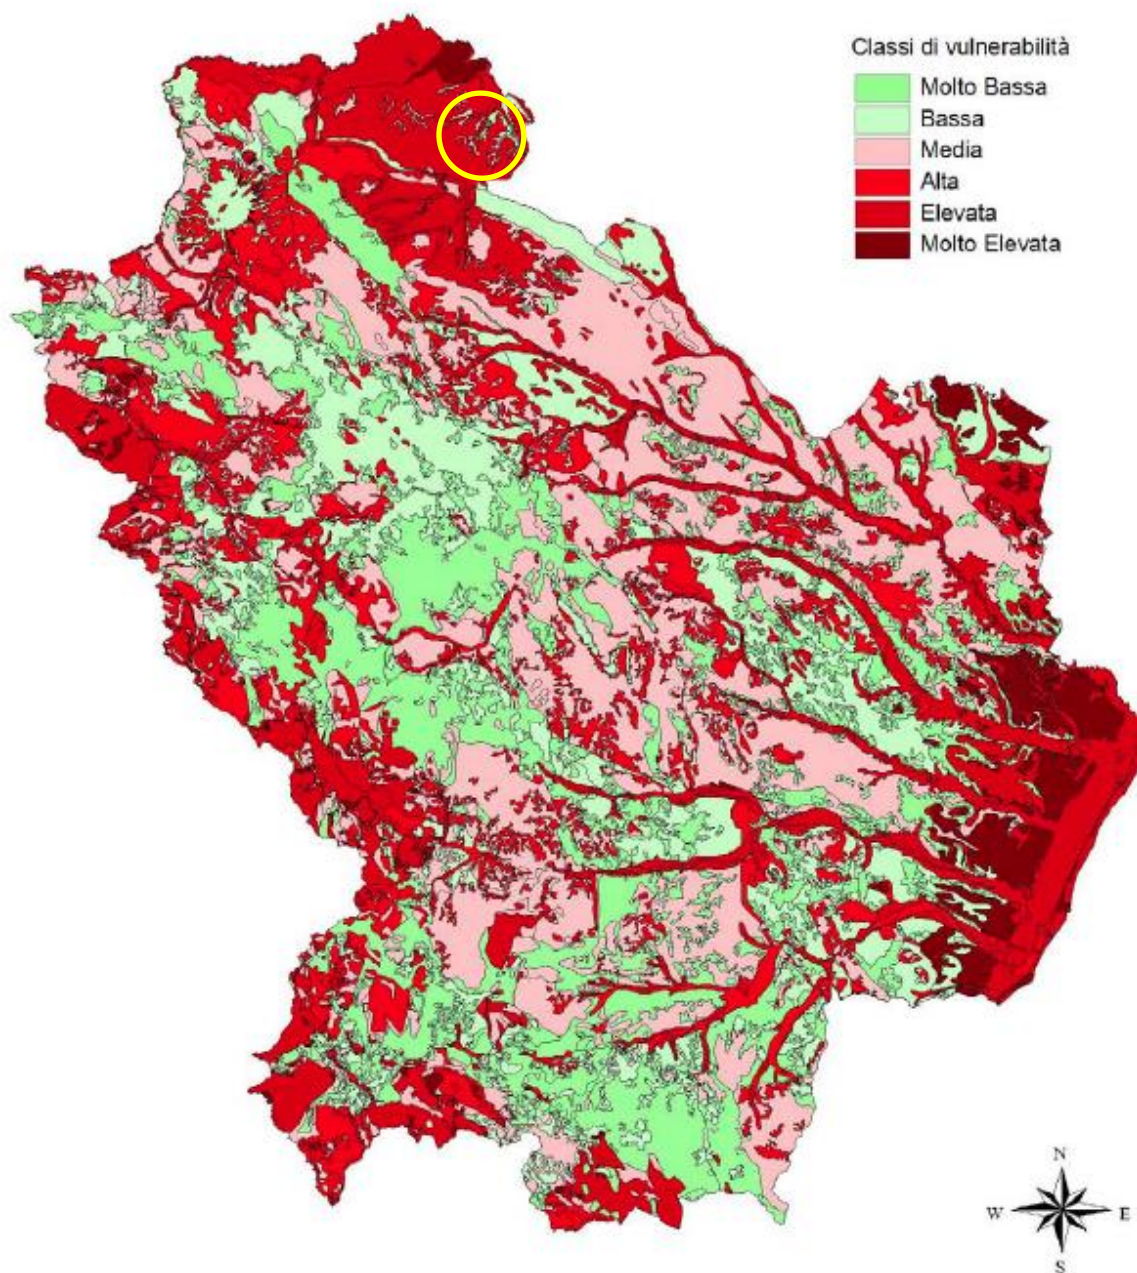 Classi di vulnerabilità
Molto Bassa
Bassa
Media
Alta
Elevata
Molto Elevata
N
W
E
S